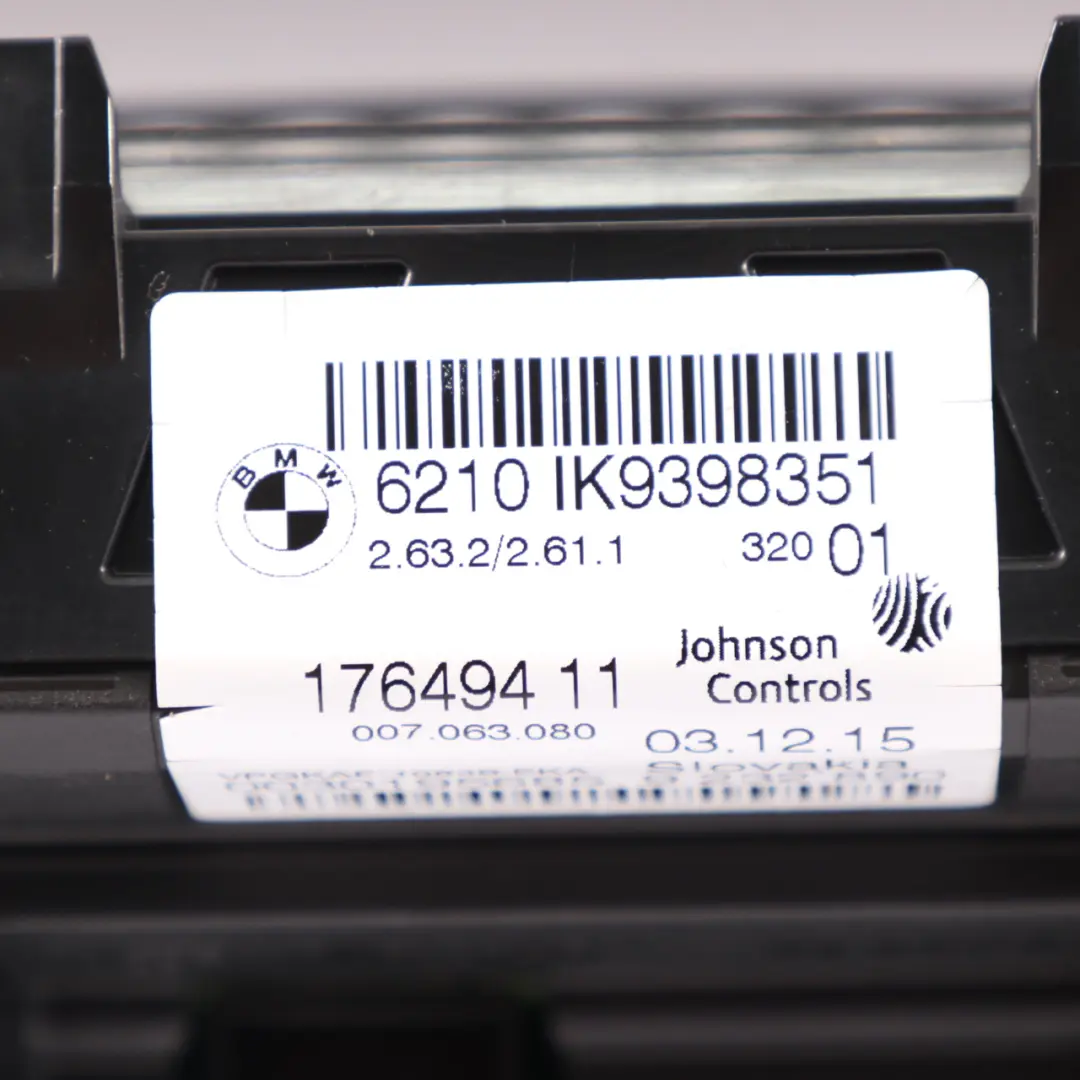 BMW
6210 IK9398351
2.63.2/2.61.1 320 01
Johnson
Controls
176494 11
007.063.080 03.12.15
Slovakia